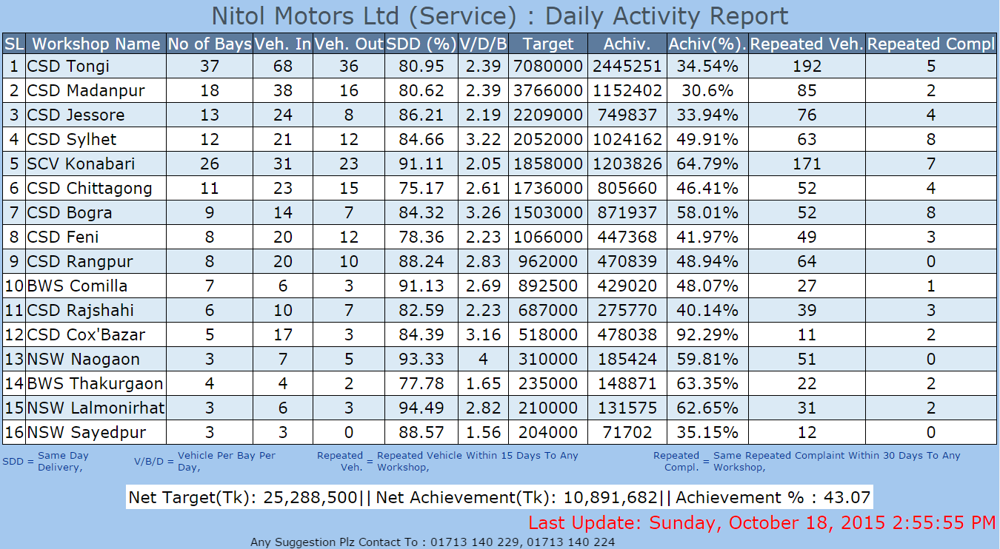 Nitol Motors Ltd (Service) : Daily Activity Report
SL Workshop Name No of Bays Veh. In Veh. Out SDD (%) V/D/B Target Achiv. Achiv(%). Repeated Veh. Repeated Compl
1 CSD Tongi 37 68 36 80.95 2.39 7080000 2445251 34.54% 192 5
2 CSD Madanpur 18 38 16 80.62 2.39 3766000 1152402 30.6% 85 2
3 CSD Jessore 13 24 8 86.21 2.19 2209000 749837 33.94% 76 4
4 CSD Sylhet 12 21 12 84.66 3.22 2052000 1024162 49.91% 63 8
5 SCV Konabari 26 31 23 91.11 2.05 1858000 1203826 64.79% 171 7
6 CSD Chittagong 11 23 15 75.17 2.61 1736000 805660 46.41% 52 4
7 CSD Bogra 9 14 7 84.32 3.26 1503000 871937 58.01% 52 8
8 CSD Feni 8 20 12 78.36 2.23 1066000 447368 41.97% 49 3
9 CSD Rangpur 8 20 10 88.24 2.83 962000 470839 48.94% 64 0
10 BWS Comilla 7 6 3 91.13 2.69 892500 429020 48.07% 27 1
11 CSD Rajshahi 6 10 7 82.59 2.23 687000 275770 40.14% 39 3
12 CSD Cox'Bazar 5 17 3 84.39 3.16 518000 478038 92.29% 11 2
13 NSW Naogaon 3 7 5 93.33 4 310000 185424 59.81% 51 0
14 BWS Thakurgaon 4 4 2 77.78 1.65 235000 148871 63.35% 22 2
15 NSW Lalmonirhat 3 6 3 94.49 2.82 210000 131575 62.65% 31 2
16 NSW Sayedpur 3 3 0 88.57 1.56 204000 71702 35.15% 12 0
SDD = Same Day Delivery, V/B/D = Vehicle Per Bay Per Day, Repeated Veh. = Repeated Vehicle Within 15 Days To Any Workshop, Repeated Compl. = Same Repeated Complaint Within 30 Days To Any Workshop,
Net Target(Tk): 25,288,500|| Net Achievement(Tk): 10,891,682|| Achievement % : 43.07
Last Update: Sunday, October 18, 2015 2:55:55 PM
Any Suggestion Plz Contact To : 01713 140 229, 01713 140 224